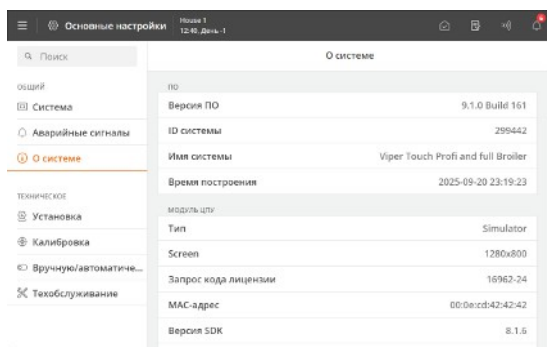 Основные настройки
House 1
12:40, День -1
Поиск
ОБЩИЙ
Система
Аварийные сигналы
О системе
ТЕХНИЧЕСКОЕ
Установка
Калибровка
Вручную/автоматиче...
Техобслуживание
О системе
ПО
Версия ПО 9.1.0 Build 161
ID системы 299442
Имя системы Viper Touch Profi and full Broiler
Время построения 2025-09-20 23:19:23
МОДУЛЬ ЦПУ
Тип Simulator
Screen 1280x800
Запрос кода лицензии 16962-24
MAC-адрес 00:0e:cd:42:42:42
Версия SDK 8.1.6